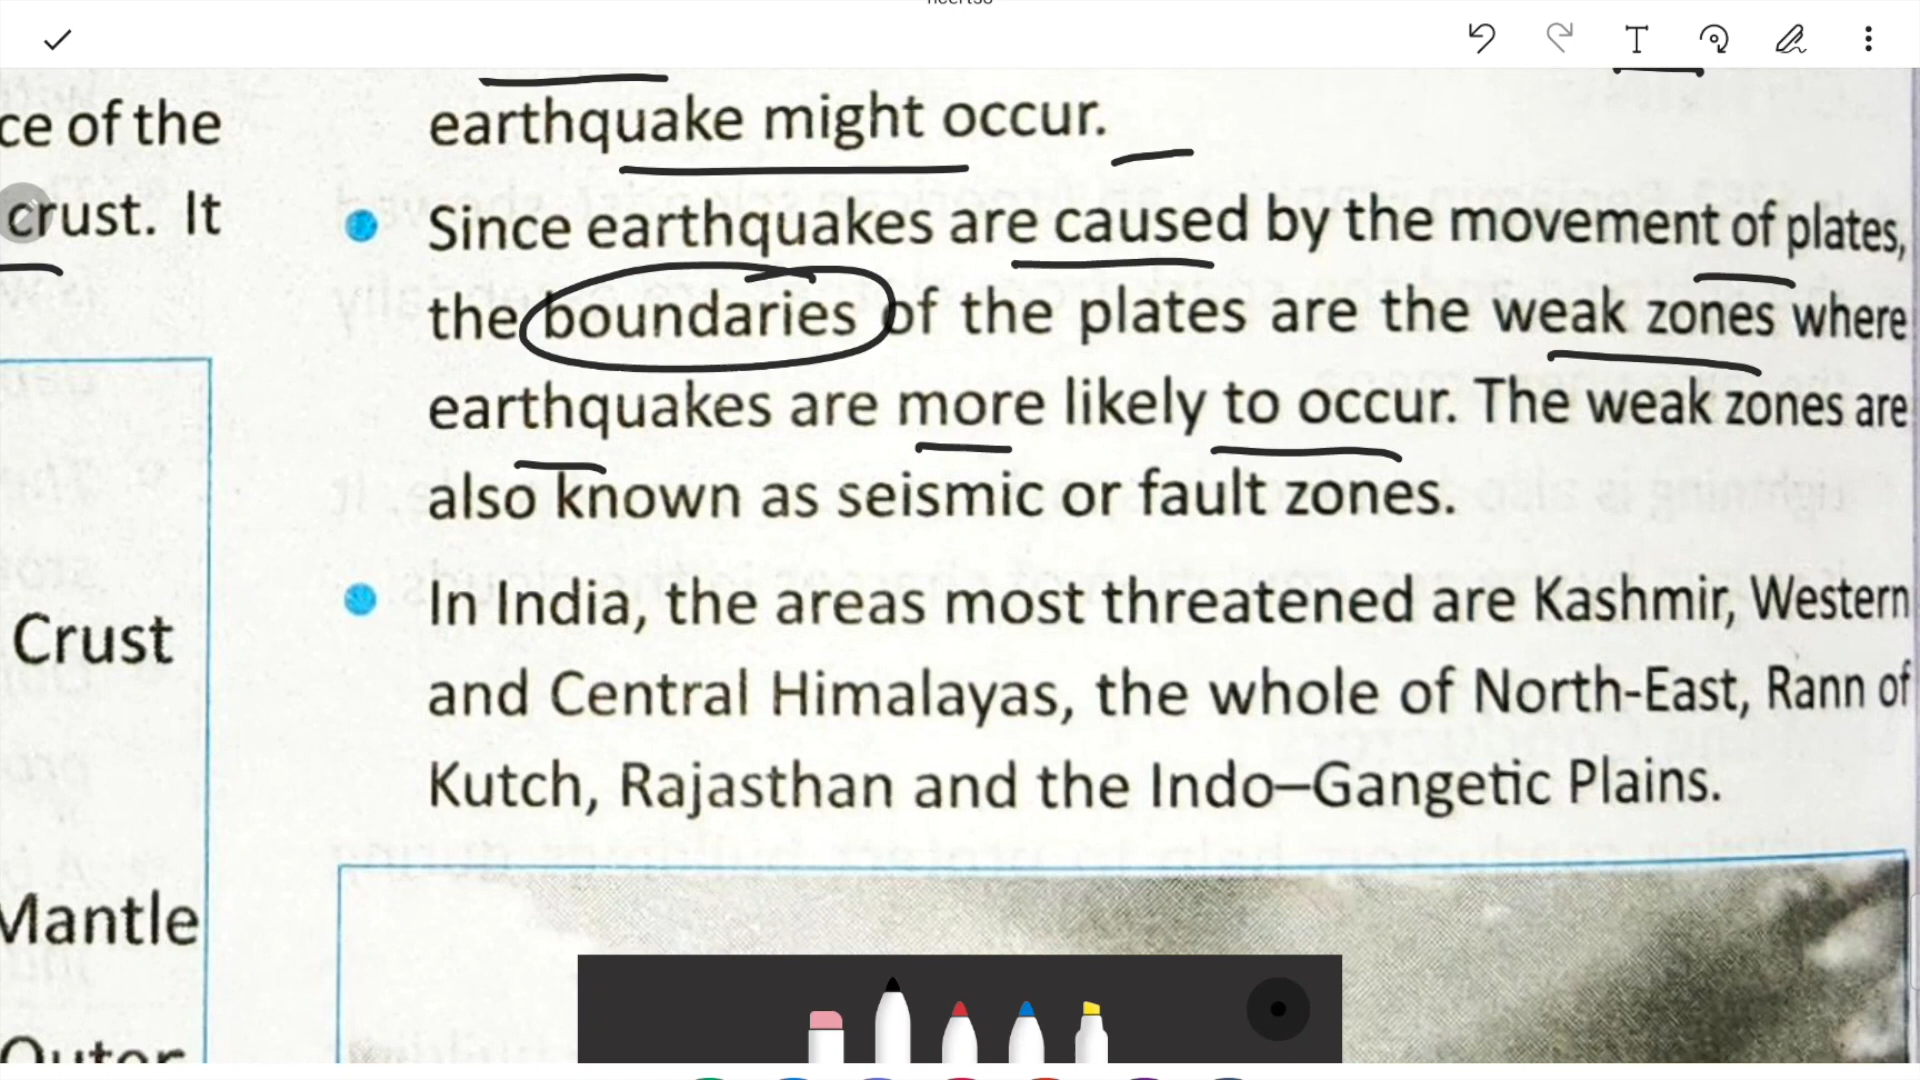 ce of the
crust. It
Crust
Mantle
earthquake might occur.
Since earthquakes are caused by the movement of plates,
the boundaries of the plates are the weak zones where
earthquakes are more likely to occur. The weak zones are
also known as seismic or fault zones.
In India, the areas most threatened are Kashmir, Western
and Central Himalayas, the whole of North-East, Rann of
Kutch, Rajasthan and the Indo–Gangetic Plains.